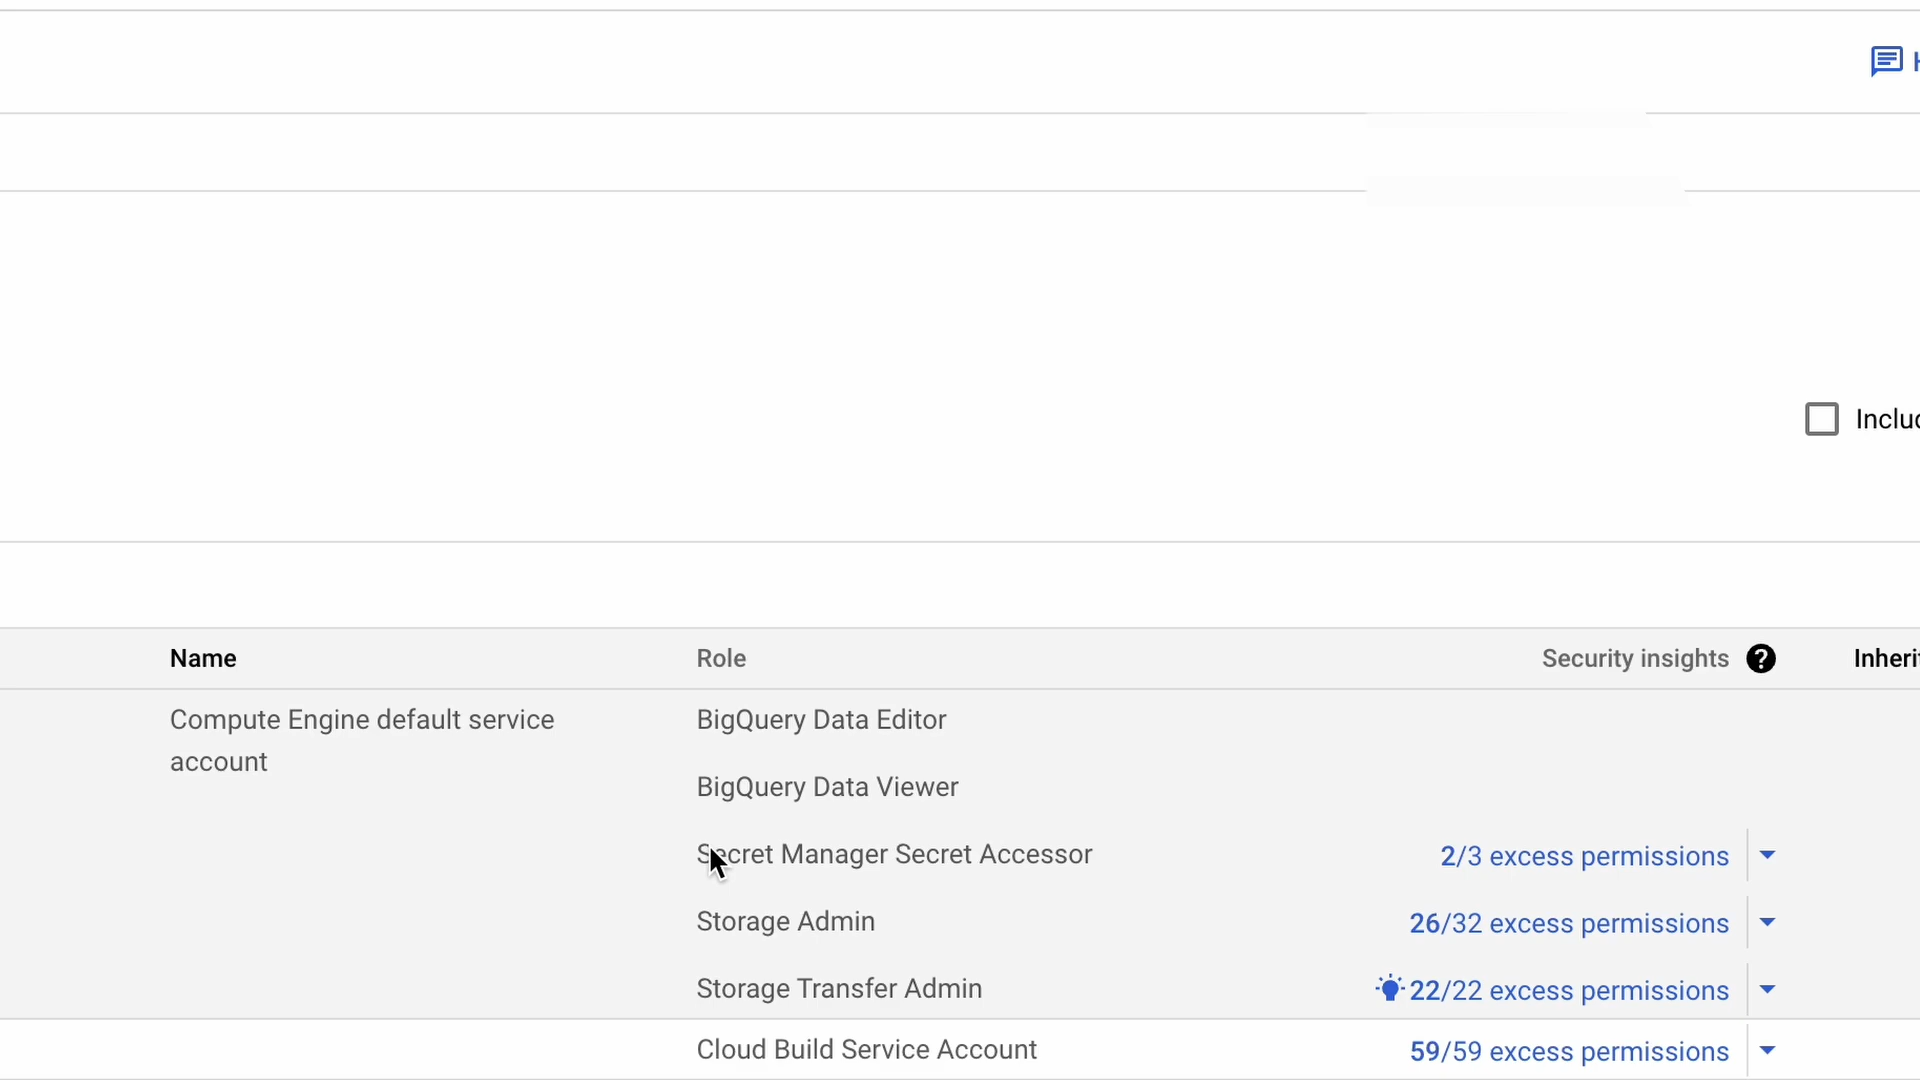 Name Role Security insights
Compute Engine default service
account
BigQuery Data Editor
BigQuery Data Viewer
Secret Manager Secret Accessor 2/3 excess permissions
Storage Admin 26/32 excess permissions
Storage Transfer Admin 22/22 excess permissions
Cloud Build Service Account 59/59 excess permissions